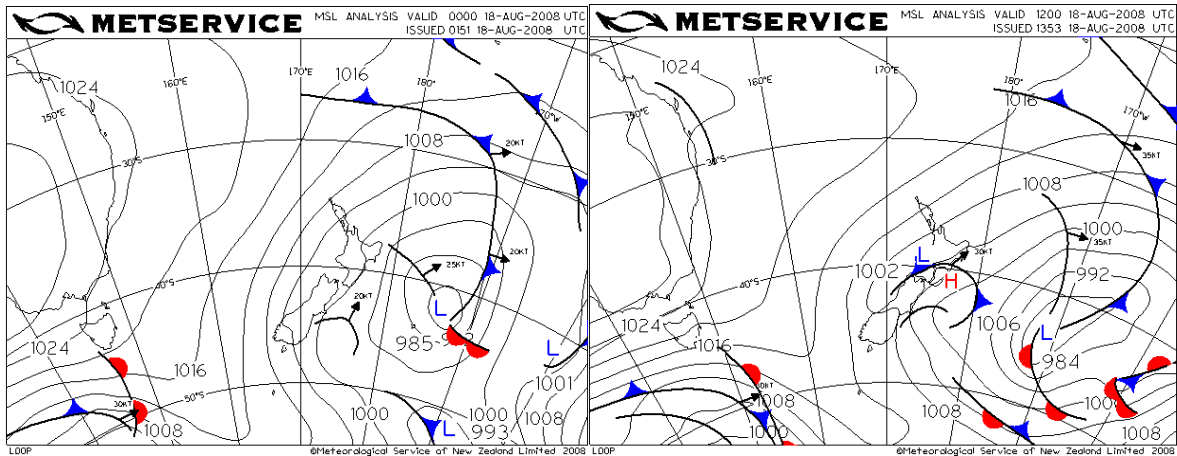 METSERVICE
MSL ANALYSIS VALID 0000 18-AUG-2008 UTC
ISSUED 0151 18-AUG-2008 UTC
170°E
1016
180°
160°E
1024
150°E
170°W
1008
20KT
30°S
1000
20KT
25KT
40°S
20KT
L
985
1024
L
1016
1001
50°S
30KT
1000
1000
1008
1008
L
993
LOOP
©Meteorological Service of New Zealand Limited 2008
METSERVICE
MSL ANALYSIS VALID 1200 18-AUG-2008 UTC
ISSUED 1353 18-AUG-2008 UTC
170°E
180°
1024
160°E
1016
150°E
170°W
35KT
30°S
1008
1000
35KT
L
30KT
1002
992
H
40°S
1006
L
1016
984
1008
1008
50°S
1000
1008
LOOP
©Meteorological Service of New Zealand Limited 2008